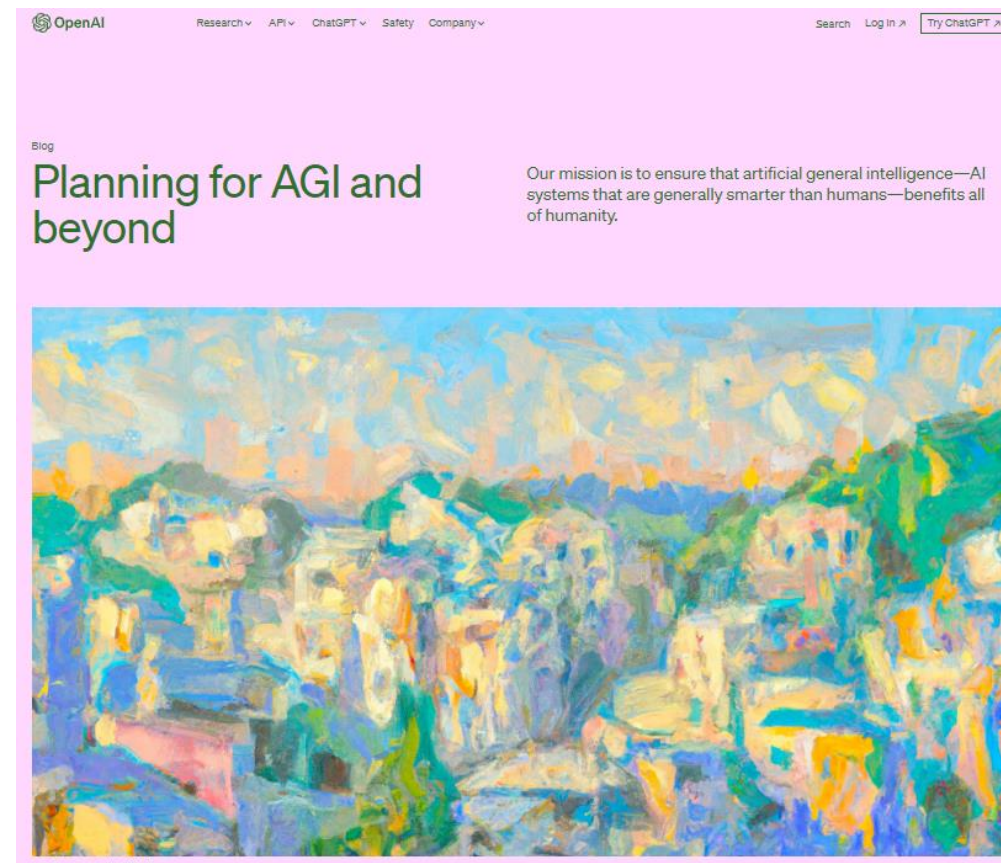 OpenAI Research API ChatGPT Safety Company Search Log in ↗ Try ChatGPT ↗
Blog
Planning for AGI and
beyond
Our mission is to ensure that artificial general intelligence—AI
systems that are generally smarter than humans—benefits all
of humanity.